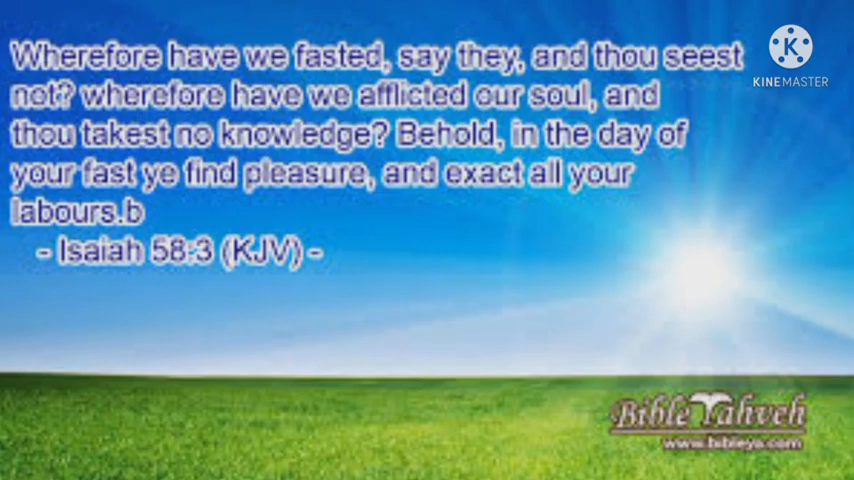 Wherefore have we fasted, say they, and thou seest
not? wherefore have we afflicted our soul, and
thou takest no knowledge? Behold, in the day of
your fast ye find pleasure, and exact all your
labours.b
- Isaiah 58:3 (KJV) -
K
KINEMASTER
Bible Yahveh
www.bibleya.com